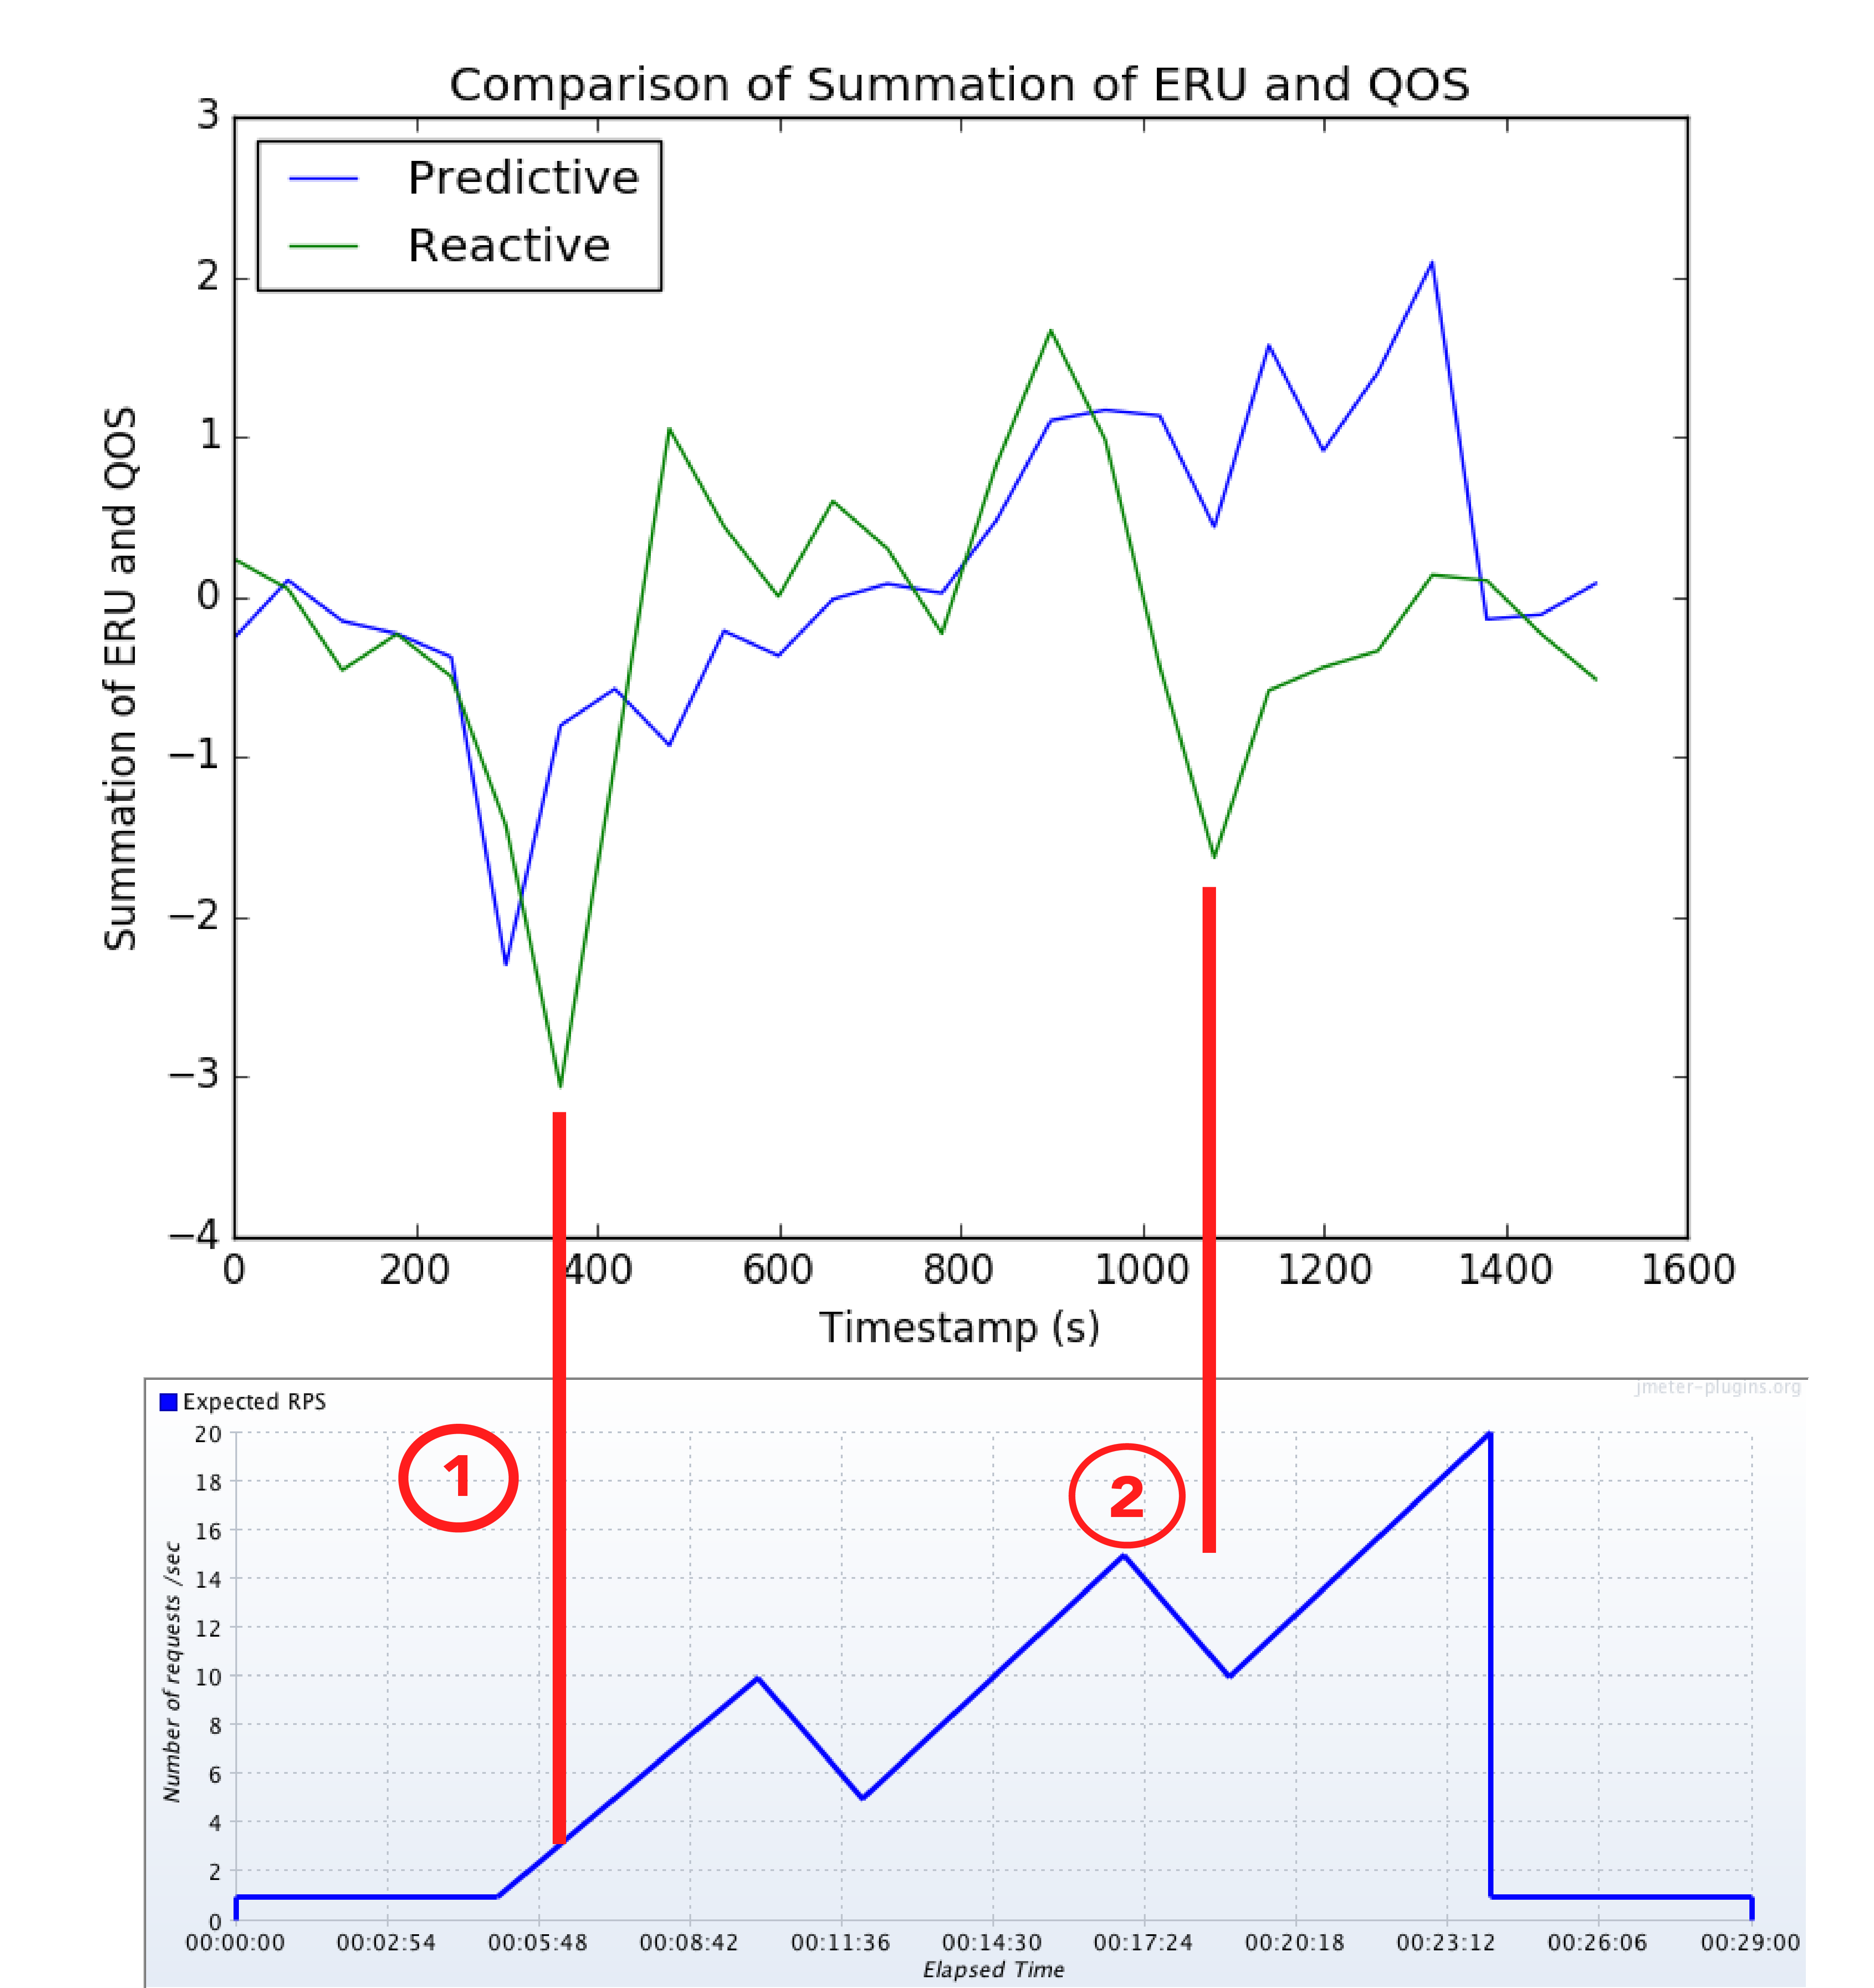 Comparison of Summation of ERU and QOS
3
2
1
0
−1
−2
−3
−4
Summation of ERU and QOS
Predictive
Reactive
0 200 400 600 800 1000 1200 1400 1600
Timestamp (s)
jmeter-plugins.org
Expected RPS
1
2
20
18
16
14
12
10
8
6
4
2
0
Number of requests /sec
00:00:00 00:02:54 00:05:48 00:08:42 00:11:36 00:14:30 00:17:24 00:20:18 00:23:12 00:26:06 00:29:00
Elapsed Time